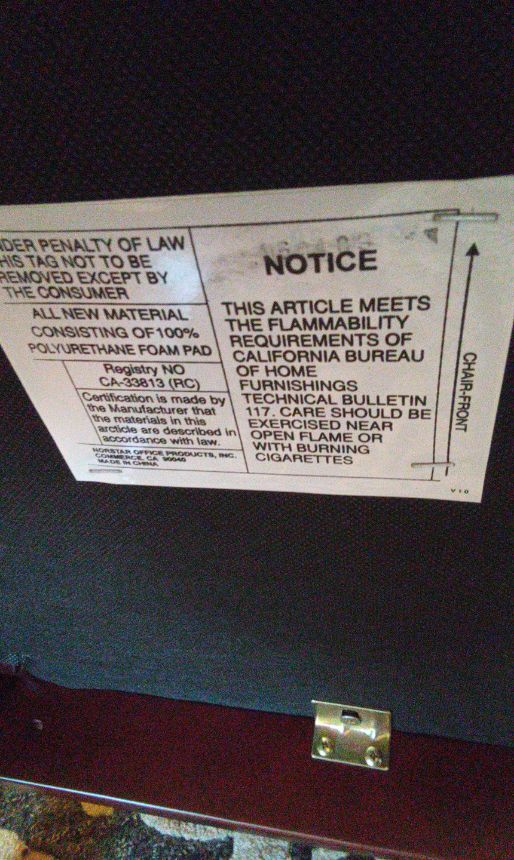 NDER PENALTY OF LAW
HIS TAG NOT TO BE
REMOVED EXCEPT BY
THE CONSUMER
ALL NEW MATERIAL
CONSISTING OF 100%
POLYURETHANE FOAM PAD
Registry NO
CA-33813 (RC)
Certification is made by
the Manufacturer that
the materials in this
arcticle are described in
accordance with law.
NORSTAR OFFICE PRODUCTS, INC.
COMMERCE, CA 90040
MADE IN CHINA
NOTICE
THIS ARTICLE MEETS
THE FLAMMABILITY
REQUIREMENTS OF
CALIFORNIA BUREAU
OF HOME
FURNISHINGS
TECHNICAL BULLETIN
117. CARE SHOULD BE
EXERCISED NEAR
OPEN FLAME OR
WITH BURNING
CIGARETTES
CHAIR-FRONT
V10